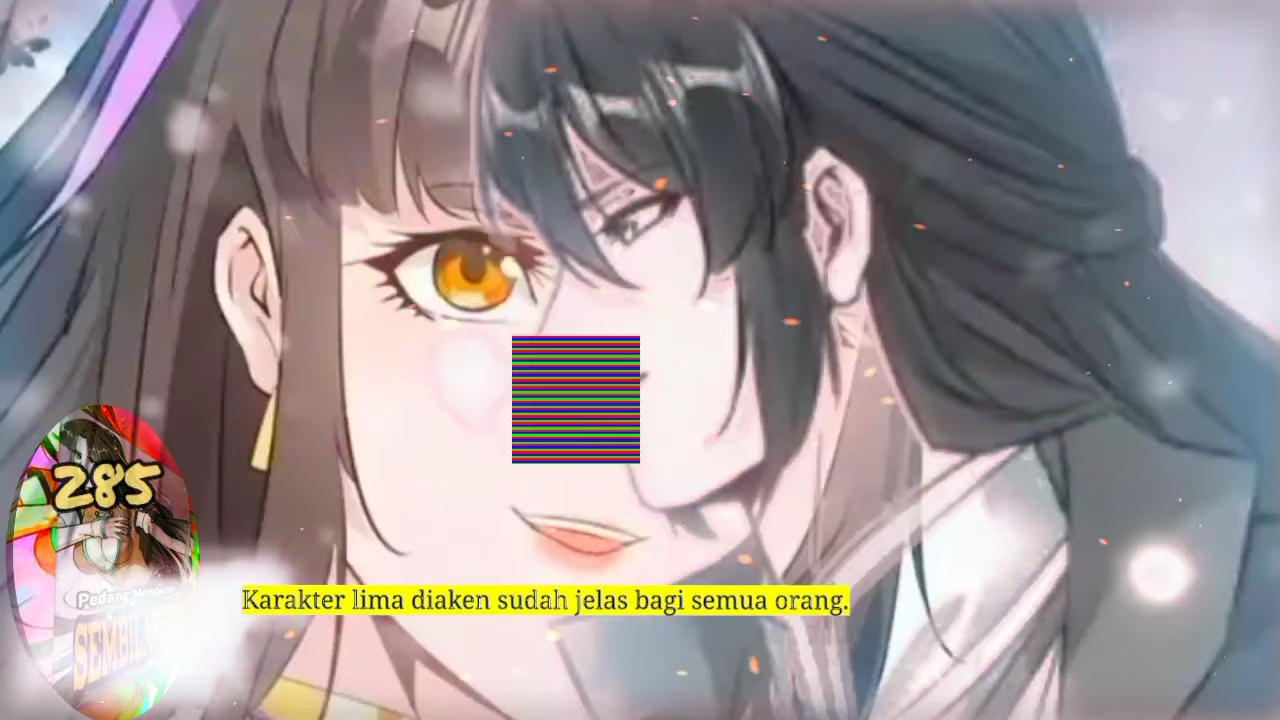 285
Pedang Membelah
SEMBILAN
Karakter lima diaken sudah jelas bagi semua orang.